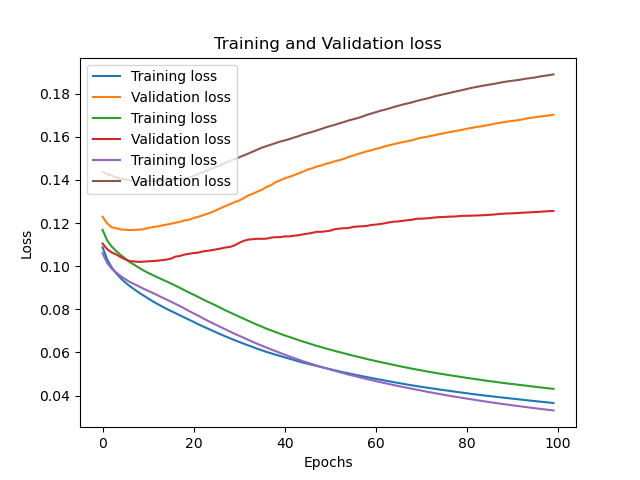 Training and Validation loss
Training loss
Validation loss
Training loss
Validation loss
Training loss
Validation loss
0.18
0.16
0.14
0.12
0.10
0.08
0.06
0.04
Loss
0
20
40
60
80
100
Epochs